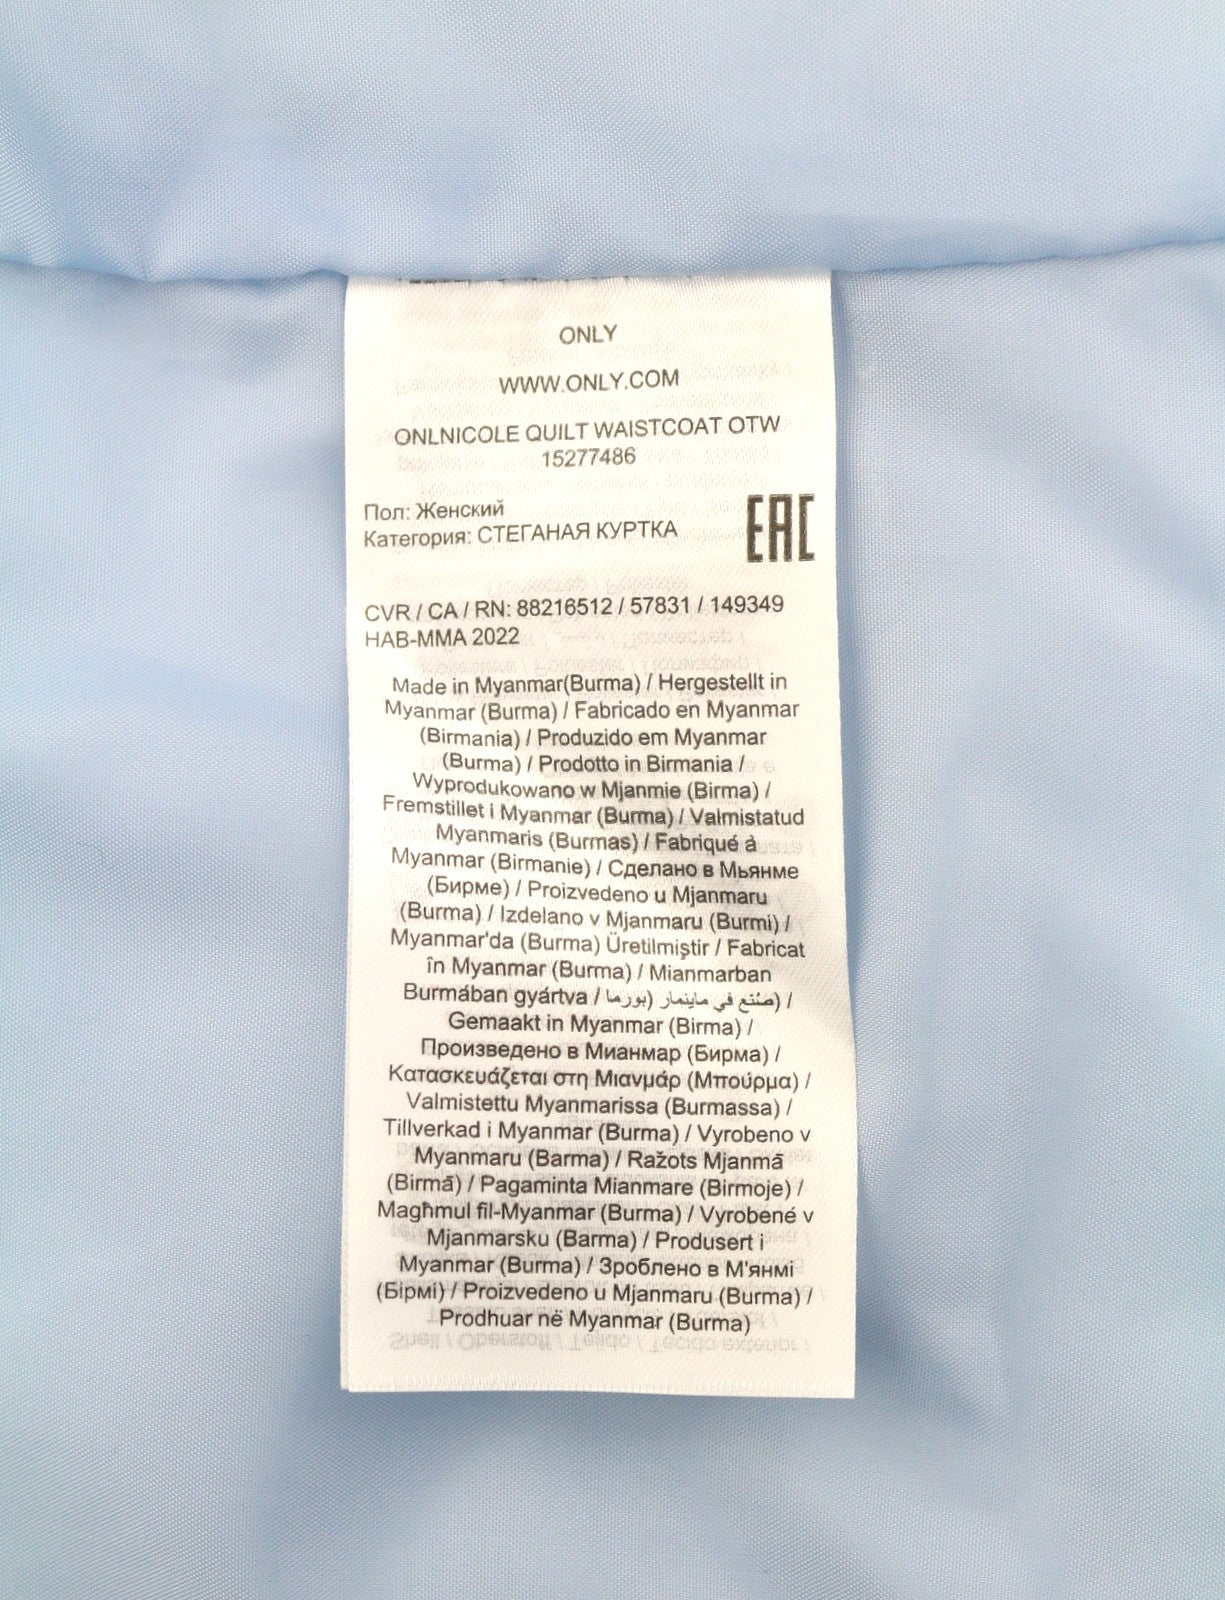 ONLY
WWW.ONLY.COM
ONLNICOLE QUILT WAISTCOAT OTW
15277486
Пол: Женский
Категория: СТЕГАНАЯ КУРТКА
EAC
CVR / CA / RN: 88216512 / 57831 / 149349
HAB-MMA 2022
Made in Myanmar(Burma) / Hergestellt in
Myanmar (Burma) / Fabricado en Myanmar
(Birmania) / Produzido em Myanmar
(Burma) / Prodotto in Birmania /
Wyprodukowano w Mjanmie (Birma) /
Fremstillet i Myanmar (Burma) / Valmistatud
Myanmaris (Burmas) / Fabriqué à
Myanmar (Birmanie) / Сделано в Мьянме
(Бирме) / Proizvedeno u Mjanmaru
(Burma) / Izdelano v Mjanmaru (Burmi) /
Myanmar'da (Burma) Üretilmiştir / Fabricat
în Myanmar (Burma) / Mianmarban
Burmában gyártva / صُنع في ماينمار (بورما) /
Gemaakt in Myanmar (Birma) /
Произведено в Мианмар (Бирма) /
Κατασκευάζεται στη Μιανμάρ (Μπούρμα) /
Valmistettu Myanmarissa (Burmassa) /
Tillverkad i Myanmar (Burma) / Vyrobeno v
Myanmaru (Barma) / Ražots Mjanmā
(Birmā) / Pagaminta Mianmare (Birmoje) /
Magħmul fil-Myanmar (Burma) / Vyrobené v
Mjanmarsku (Barma) / Produsert i
Myanmar (Burma) / Зроблено в М'янмі
(Бірмі) / Proizvedeno u Mjanmaru (Burma) /
Prodhuar në Myanmar (Burma)